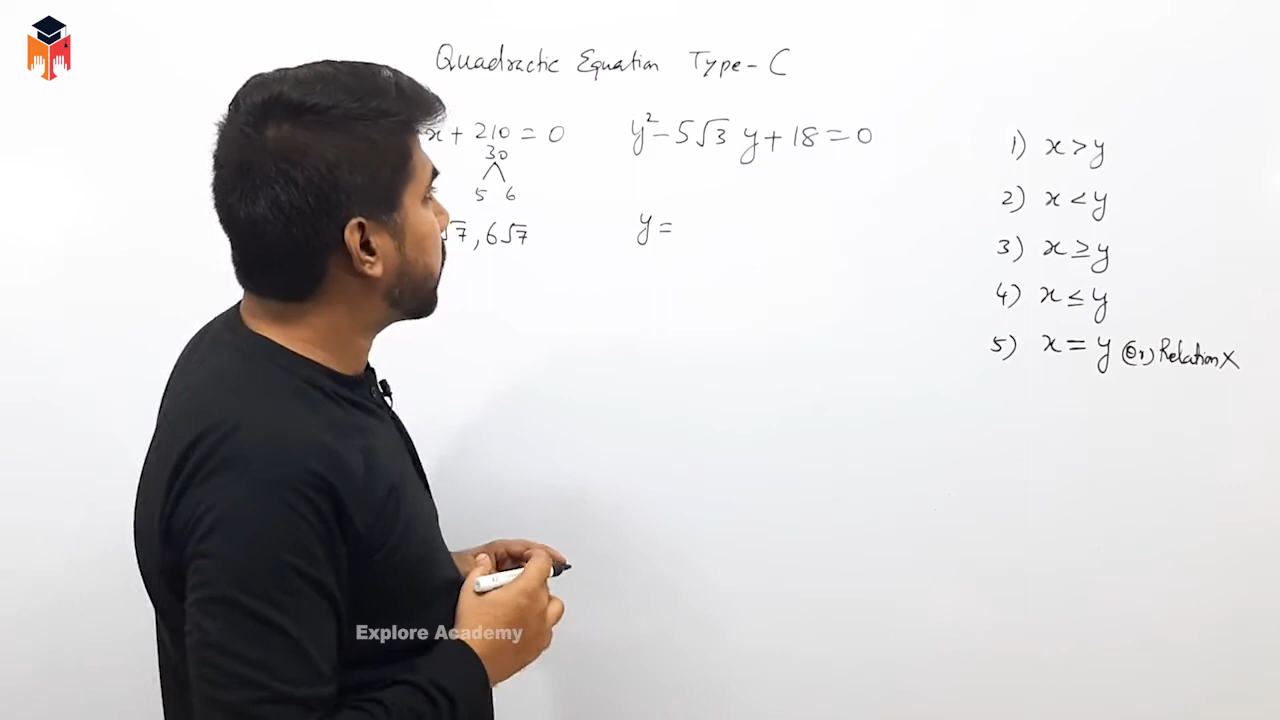 Quadractic Equation Type - C
x + 210 = 0
30
5 6
√7, 6√7
y² - 5√3 y + 18 = 0
y =
1) x > y
2) x < y
3) x ≥ y
4) x ≤ y
5) x = y (or) Relation X
Explore Academy